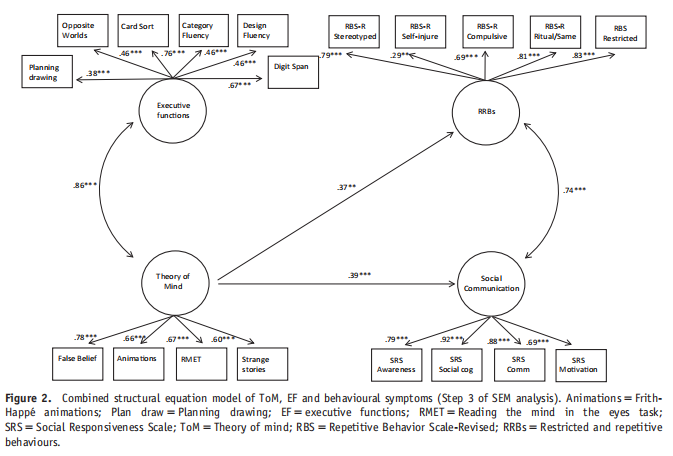 Opposite
Worlds
Card Sort
Category
Fluency
Design
Fluency
RBS•R
Stereotyped
RBS•R
Self-injure
RBS•R
Compulsive
RBS•R
Ritual/Same
RBS
Restricted
.46***
.76***
.46***
.46***
.79***
.29**
.69***
.81***
.83***
Planning
drawing
.38***
.67***
Digit Span
Executive
functions
RRBs
.86***
.37**
.74***
.39***
Theory of
Mind
Social
Communication
.78***
.66***
.67***
.60***
.79***
.92***
.88***
.69***
False Belief
Animations
RMET
Strange
stories
SRS
Awareness
SRS
Social cog
SRS
Comm
SRS
Motivation
Figure 2. Combined structural equation model of ToM, EF and behavioural symptoms (Step 3 of SEM analysis). Animations = Frith-
Happé animations; Plan draw = Planning drawing; EF = executive functions; RMET = Reading the mind in the eyes task;
SRS = Social Responsiveness Scale; ToM = Theory of mind; RBS = Repetitive Behavior Scale-Revised; RRBs = Restricted and repetitive
behaviours.